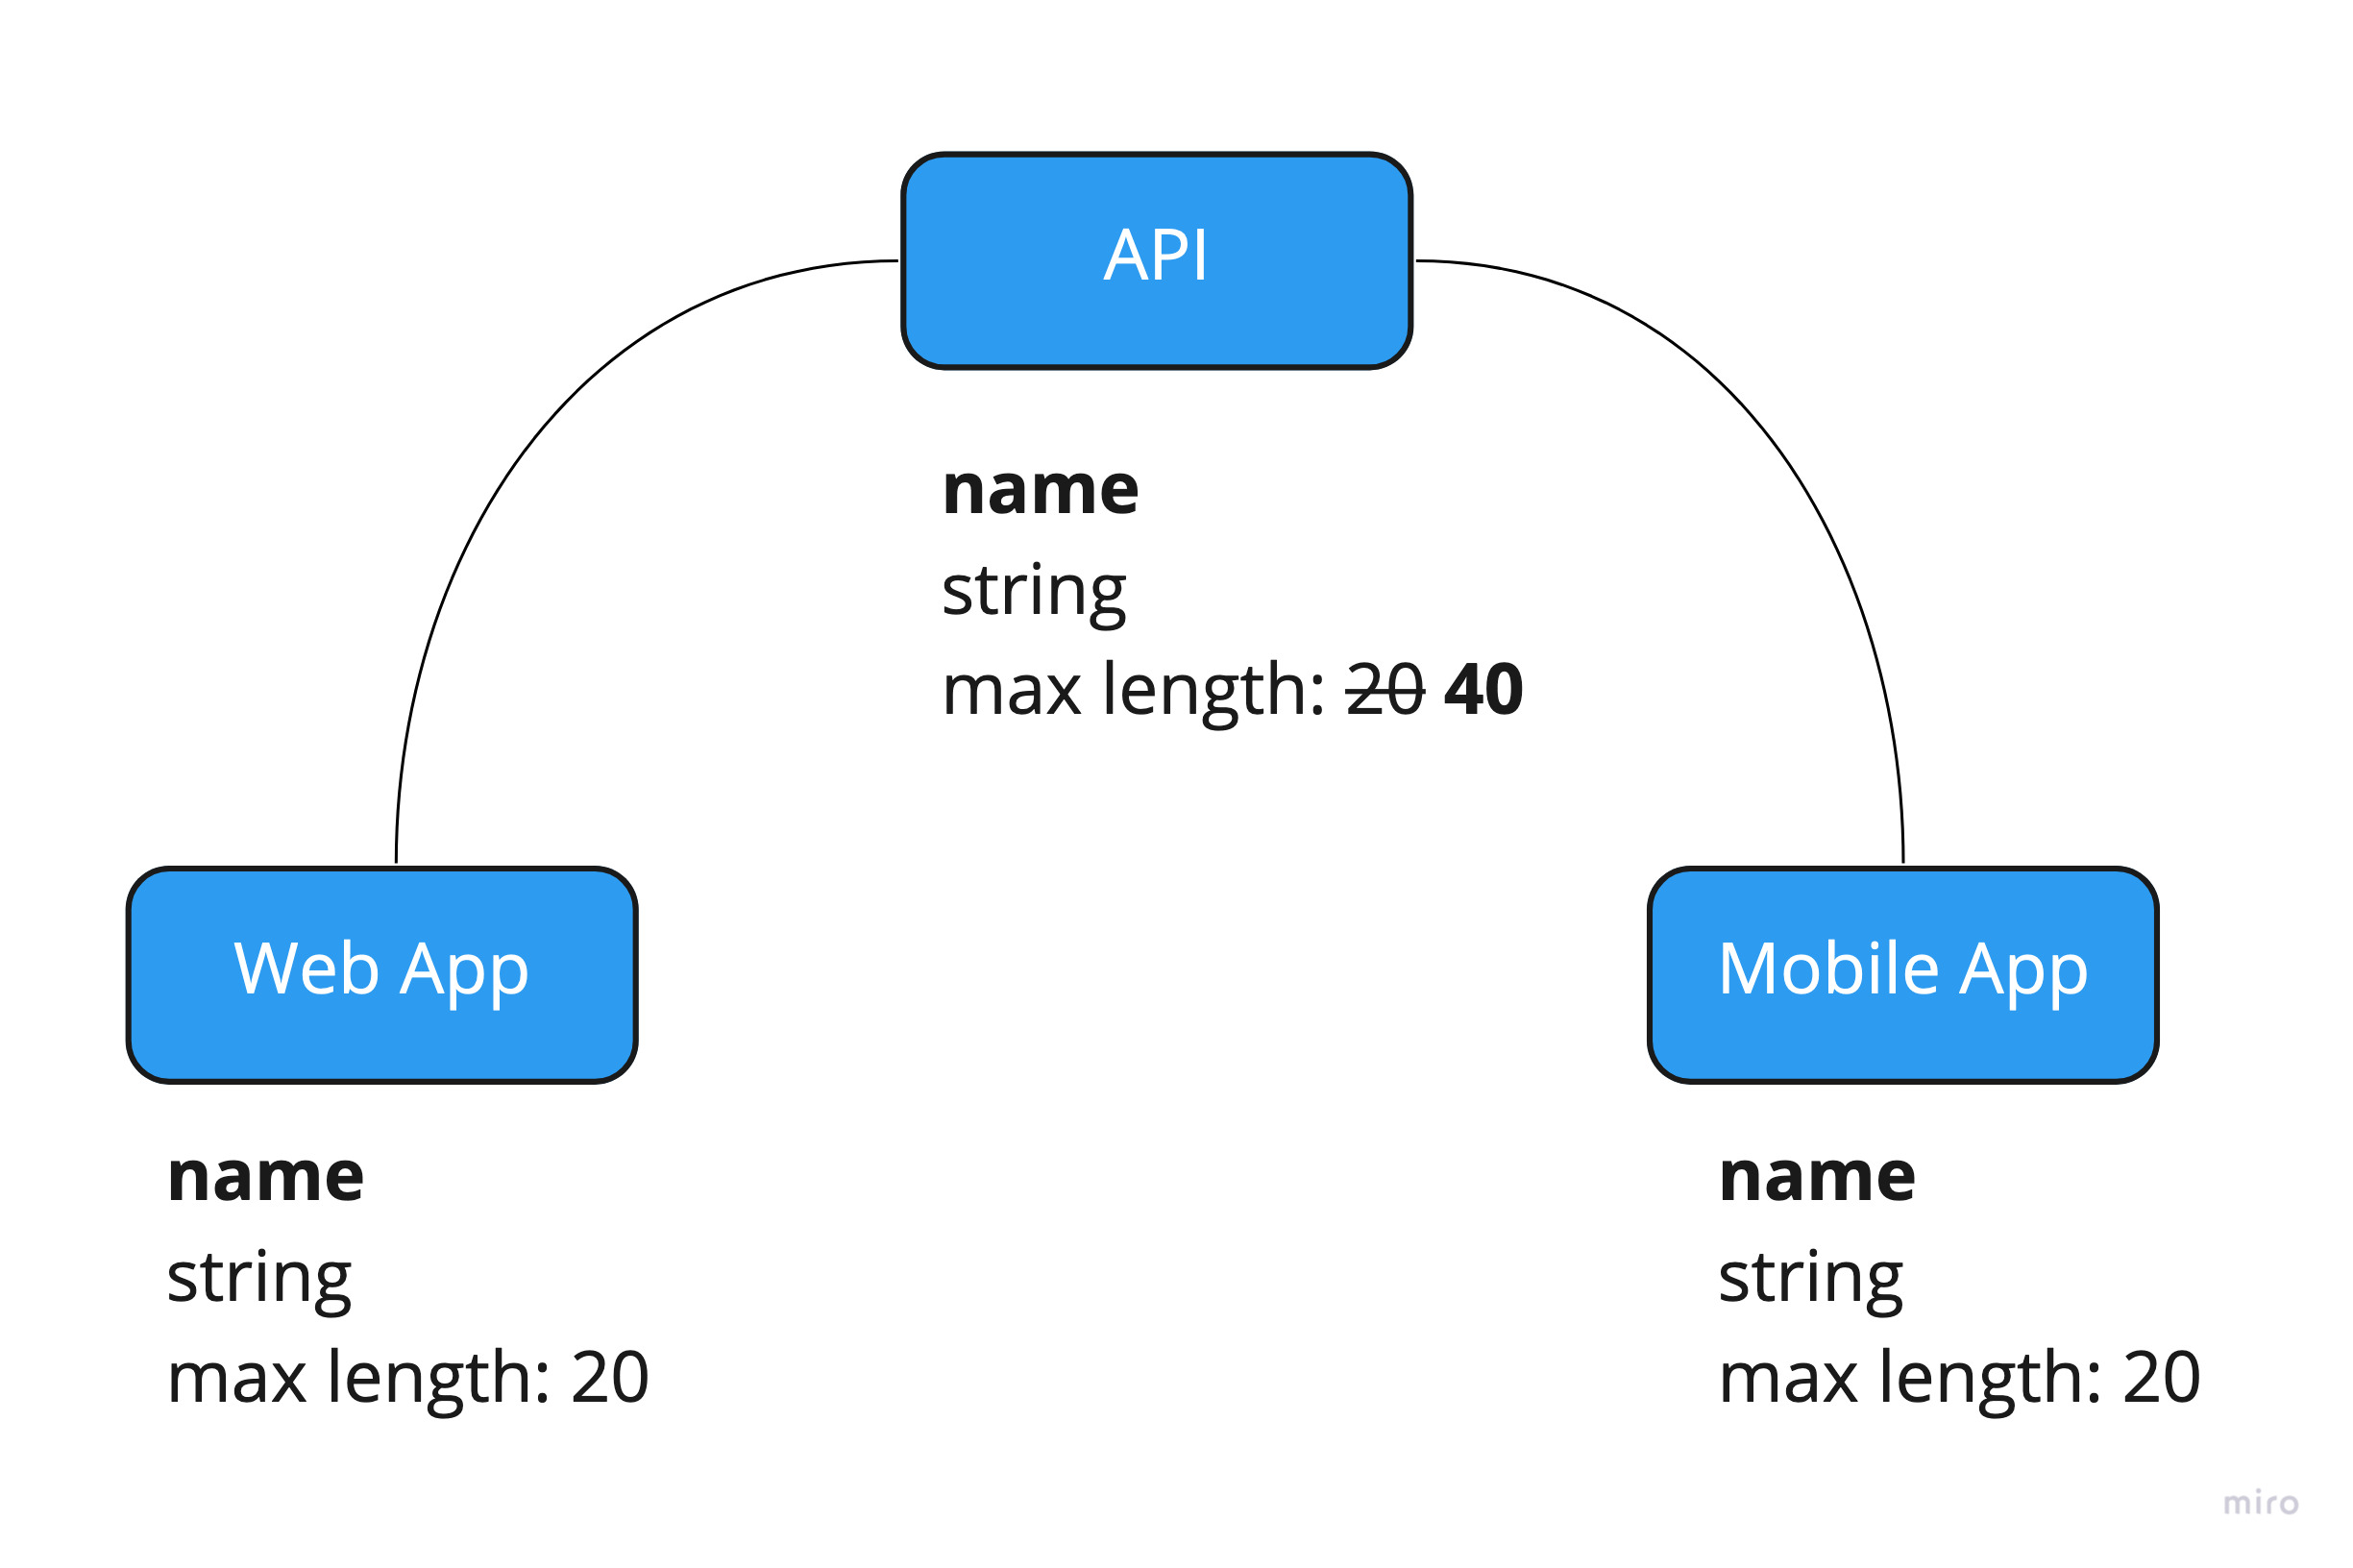 API
name
string
max length: 20 40
Web App
Mobile App
name
string
max length: 20
name
string
max length: 20
miro